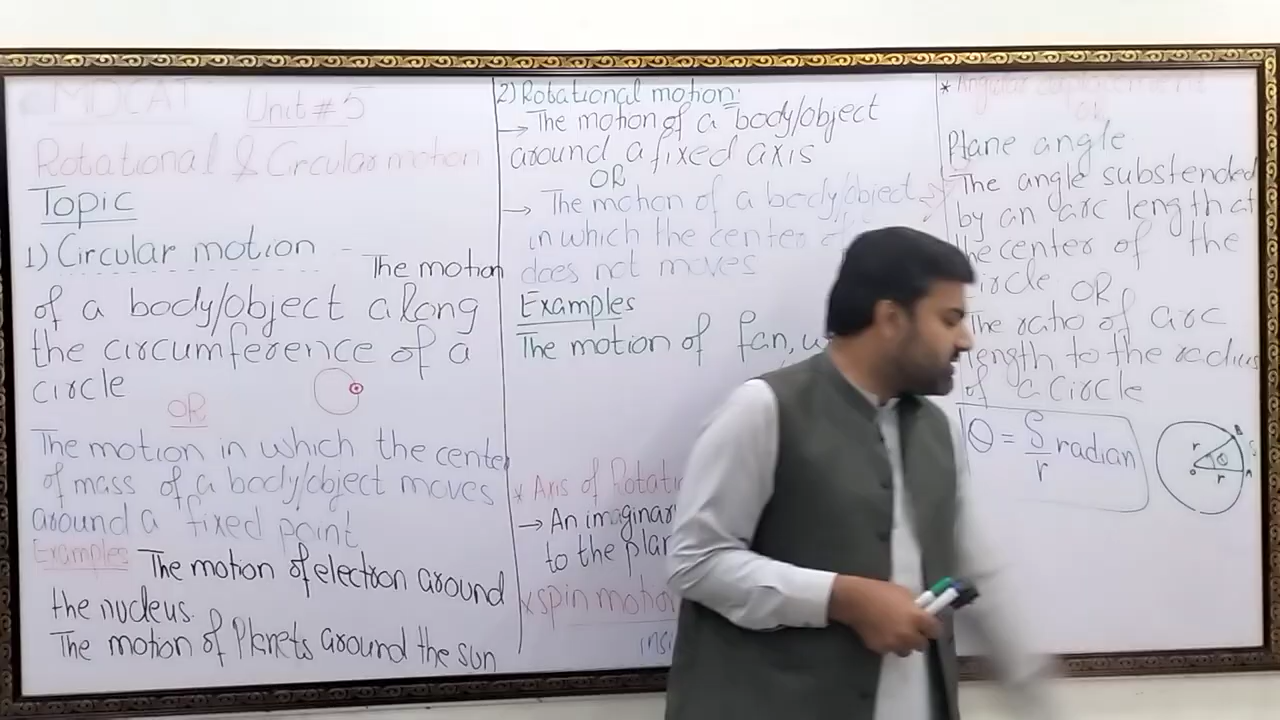 MDCAT Unit #5
Rotational & Circular motion
Topic
1) Circular motion - The motion
of a body/object along
the circumference of a
circle
OR
The motion in which the center
of mass of a body/object moves
around a fixed point
Examples The motion of electron around
the nucleus.
The motion of Planets around the sun
2) Rotational motion:
→ The motion of a body/object
around a fixed axis
OR
→ The motion of a body/object
in which the center
does not moves
Examples
The motion of fan,
* Axis of
→ An
to the
* spin
* Angular displacement
OR
Plane angle
The angle substended
by an arc length at
the center of the
circle OR
The ratio of arc
length to the radius
of a circle
θ = S/r radian
r θ r o B S A